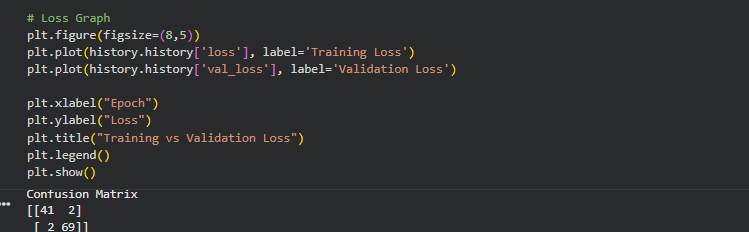 # Loss Graph
plt.figure(figsize=(8,5))
plt.plot(history.history['loss'], label='Training Loss')
plt.plot(history.history['val_loss'], label='Validation Loss')

plt.xlabel("Epoch")
plt.ylabel("Loss")
plt.title("Training vs Validation Loss")
plt.legend()
plt.show()
Confusion Matrix
[[41  2]
 [ 2 69]]